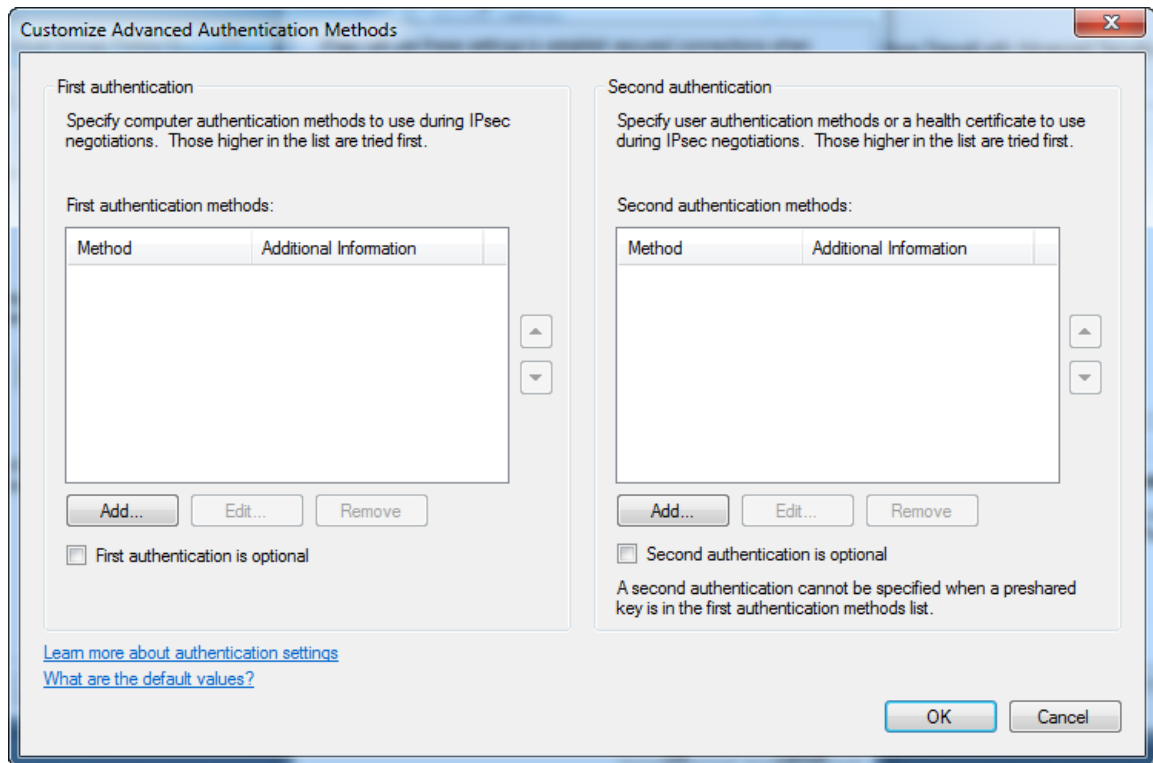 Customize Advanced Authentication Methods
First authentication
Specify computer authentication methods to use during IPsec
negotiations. Those higher in the list are tried first.
First authentication methods:
Method Additional Information
Add... Edit... Remove
First authentication is optional
Second authentication
Specify user authentication methods or a health certificate to use
during IPsec negotiations. Those higher in the list are tried first.
Second authentication methods:
Method Additional Information
Add... Edit... Remove
Second authentication is optional
A second authentication cannot be specified when a preshared
key is in the first authentication methods list.
Learn more about authentication settings
What are the default values?
OK Cancel